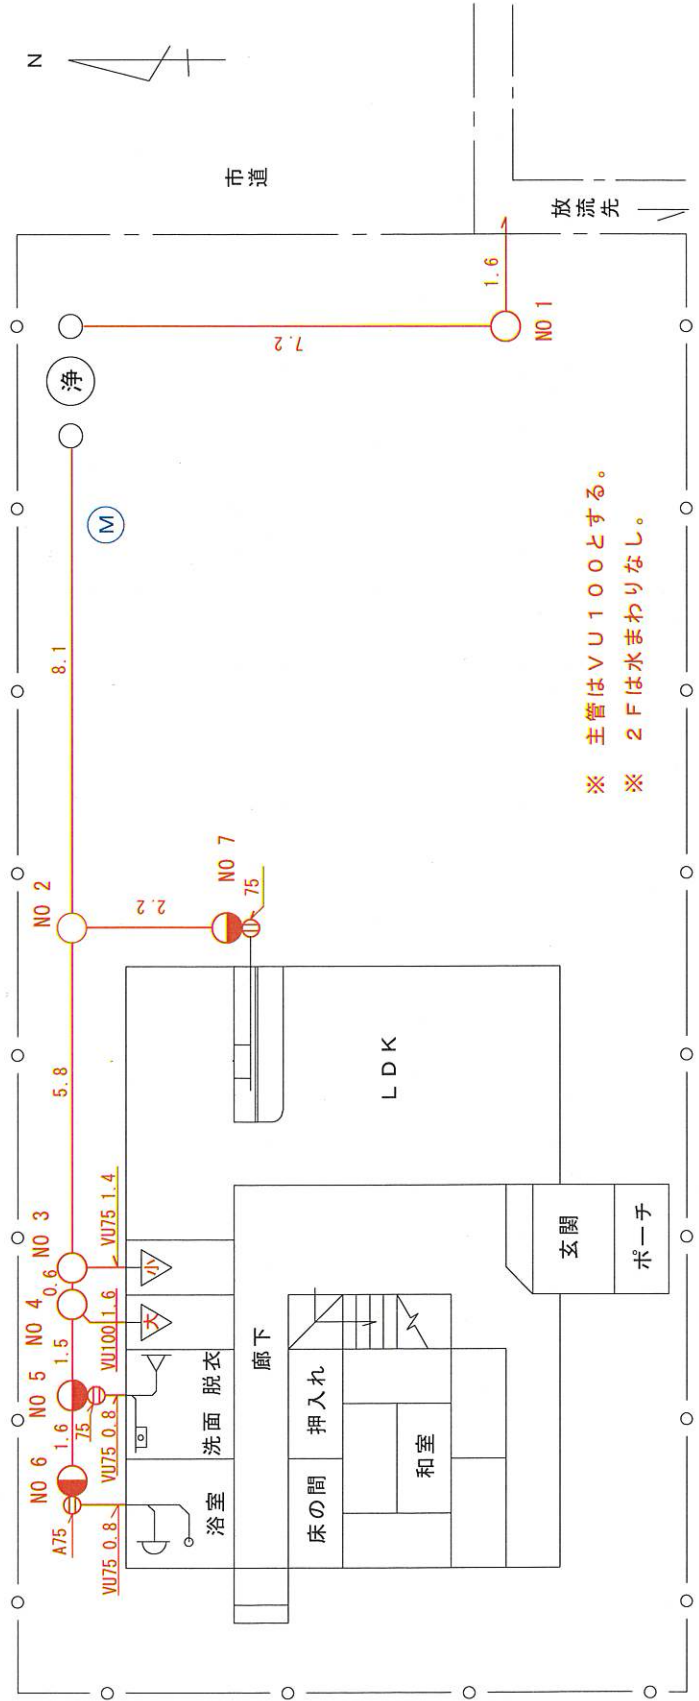 N
市道
放流先
1.6
NO 1
7.2
浄
M
8.1
NO 2
2.2
NO 7
75
5.8
NO 3
0.6
VU75 1.4
小
NO 4
VU100 1.6
大
1.5
NO 5
75
VU75 0.8
1.6
NO 6
A75
VU75 0.8
浴室
洗面 脱衣
廊下
LDK
床の間
押入れ
和室
玄関
ポーチ
※ 主管はVU100とする。
※ 2Fは水まわりなし。